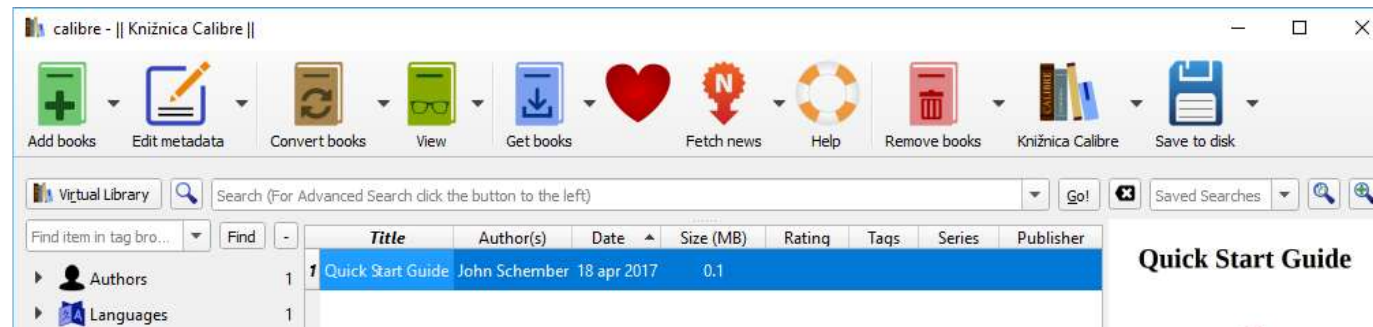 calibre - || Knižnica Calibre ||
N
CALIBRE
Add books Edit metadata Convert books View Get books Fetch news Help Remove books Knižnica Calibre Save to disk
Virtual Library Search (For Advanced Search click the button to the left) Go! Saved Searches
Find item in tag bro... Find - Title Author(s) Date Size (MB) Rating Tags Series Publisher
Authors 1 1 Quick Start Guide John Schember 18 apr 2017 0.1 Quick Start Guide
Languages 1